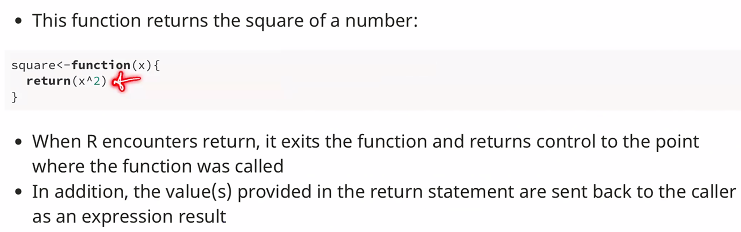 • This function returns the square of a number:
square<-function(x){
  return(x^2)
}
• When R encounters return, it exits the function and returns control to the point
where the function was called
• In addition, the value(s) provided in the return statement are sent back to the caller
as an expression result